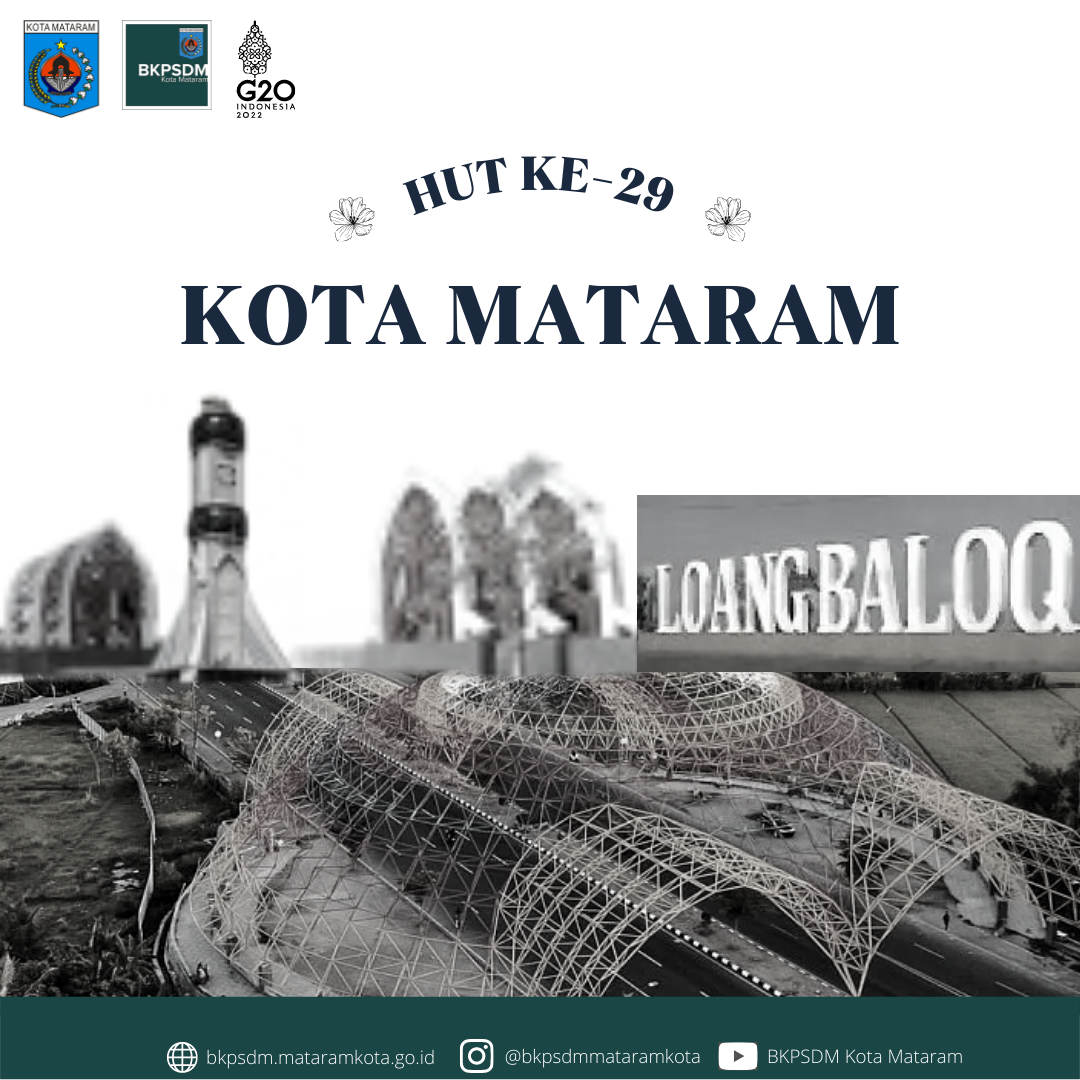 KOTA MATARAM
BKPSDM
Kota Mataram
G20
INDONESIA
2022
HUT KE-29
KOTA MATARAM
LOANGBALOQ
bkpsdm.mataramkota.go.id
@bkpsdmmataramkota
BKPSDM Kota Mataram